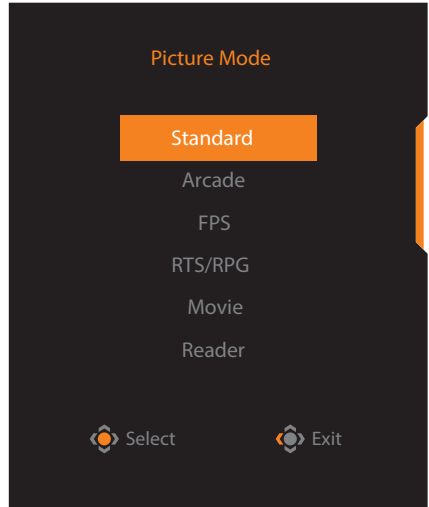 Picture Mode
Standard
Arcade
FPS
RTS/RPG
Movie
Reader
Select Exit